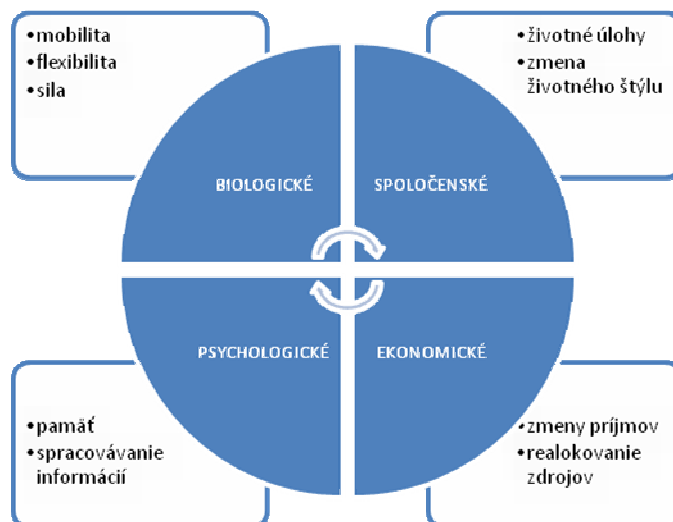 •mobilita
•flexibilita
•sila
•životné úlohy
•zmena
životného štýlu
BIOLOGICKÉ
SPOLOČENSKÉ
PSYCHOLOGICKÉ
EKONOMICKÉ
•pamäť
•spracovávanie
informácií
•zmeny príjmov
•realokovanie
zdrojov